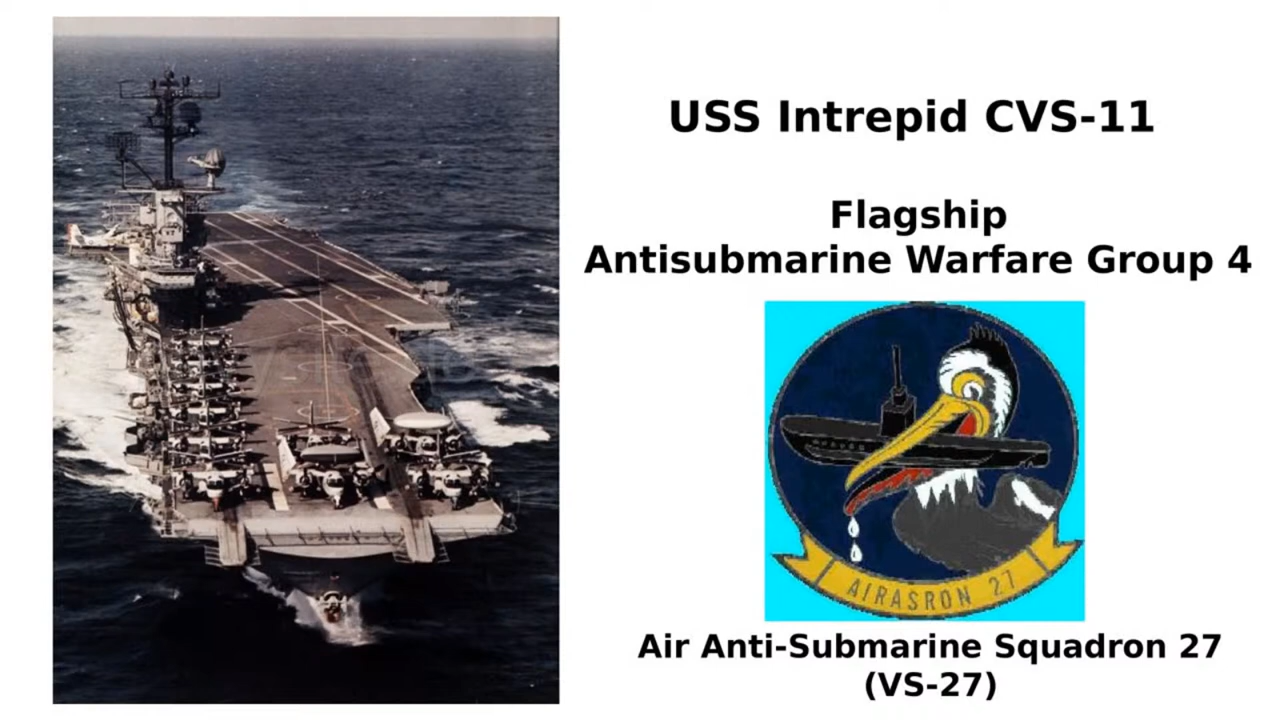 USS Intrepid CVS-11
Flagship
Antisubmarine Warfare Group 4
AIRASRON 27
Air Anti-Submarine Squadron 27
(VS-27)